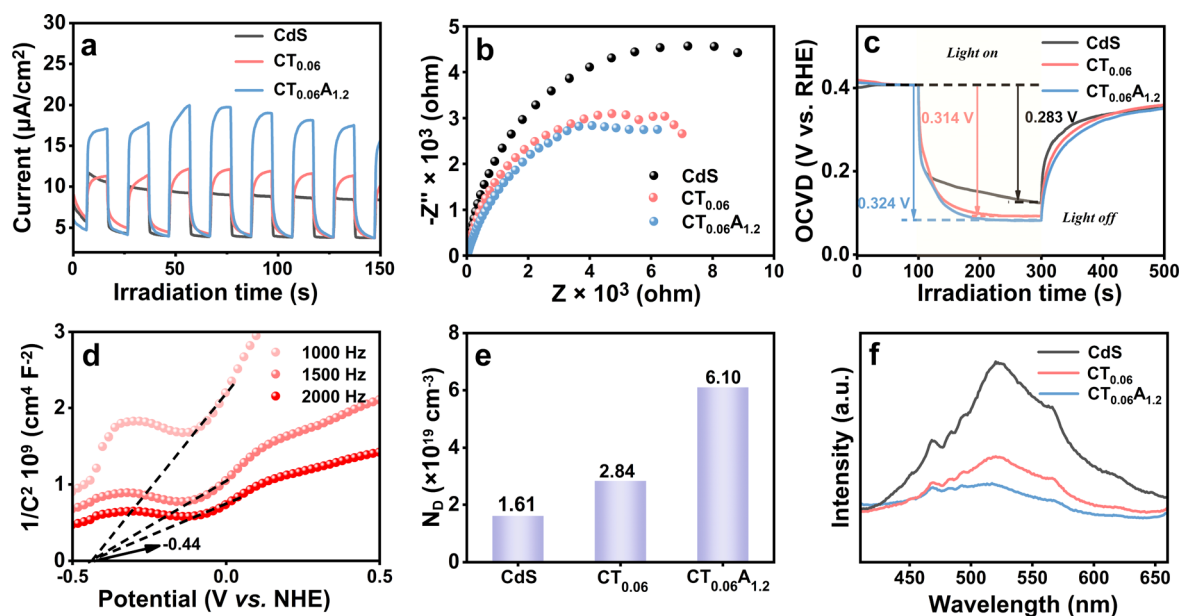 a
CdS
CT0.06
CT0.06A1.2
Current (μA/cm2)
25
20
15
10
5
0
50
100
150
Irradiation time (s)
b
-Z'' × 10³ (ohm)
5
4
3
2
1
0
CdS
CT0.06
CT0.06A1.2
0
2
4
6
8
10
Z × 10³ (ohm)
c
Light on
CdS
CT0.06
CT0.06A1.2
OCVD (V vs. RHE)
0.4
0.2
0.0
0.314 V
0.283 V
0.324 V
Light off
0
100
200
300
400
500
Irradiation time (s)
d
1000 Hz
1500 Hz
2000 Hz
1/C² 10⁹ (cm⁴ F⁻²)
3
2
1
0
-0.44
-0.5
0.0
0.5
Potential (V vs. NHE)
e
ND (×10¹⁹ cm⁻³)
8
6
4
2
0
1.61
2.84
6.10
CdS
CT0.06
CT0.06A1.2
f
CdS
CT0.06
CT0.06A1.2
Intensity (a.u.)
450
500
550
600
650
Wavelength (nm)